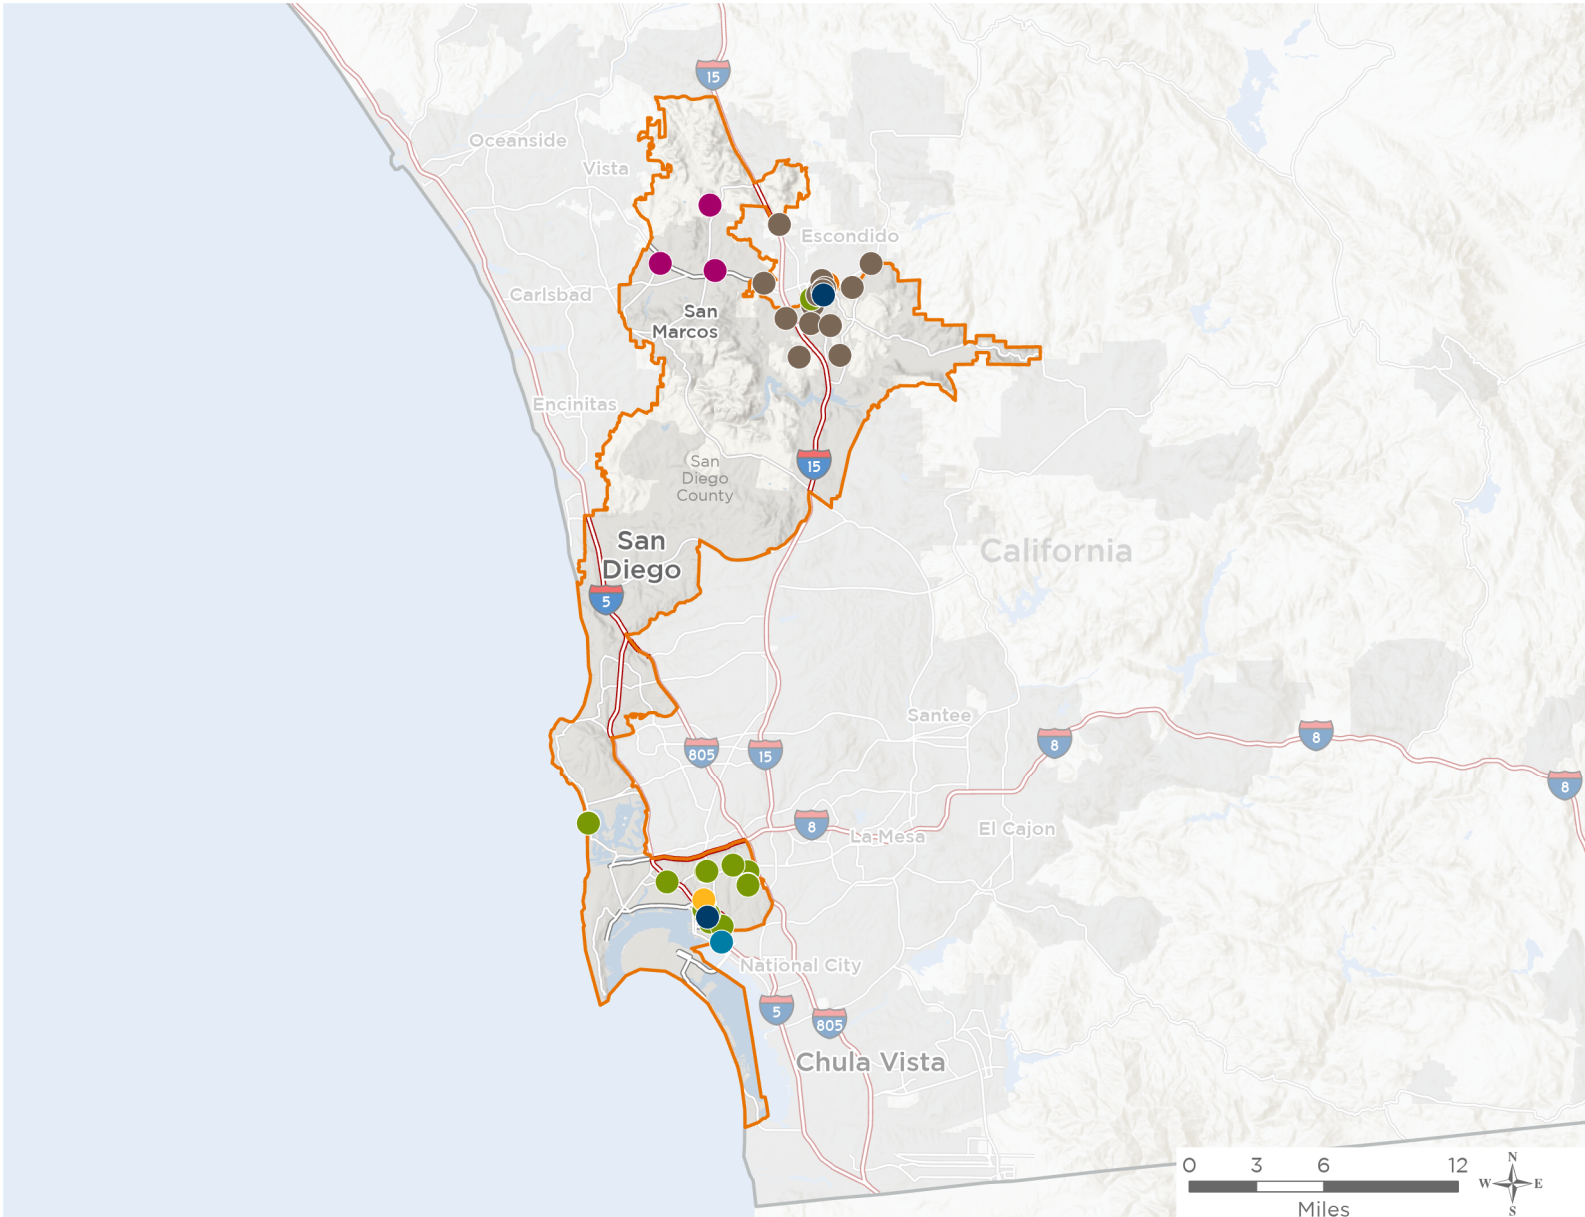 15
Oceanside
Vista
Escondido
Carlsbad
San
Marcos
Encinitas
San
Diego
County
15
San
Diego
California
5
Santee
805
15
8
8
8
8
La Mesa
El Cajon
National City
5
805
Chula Vista
0 3 6 12
Miles
N
W E
S